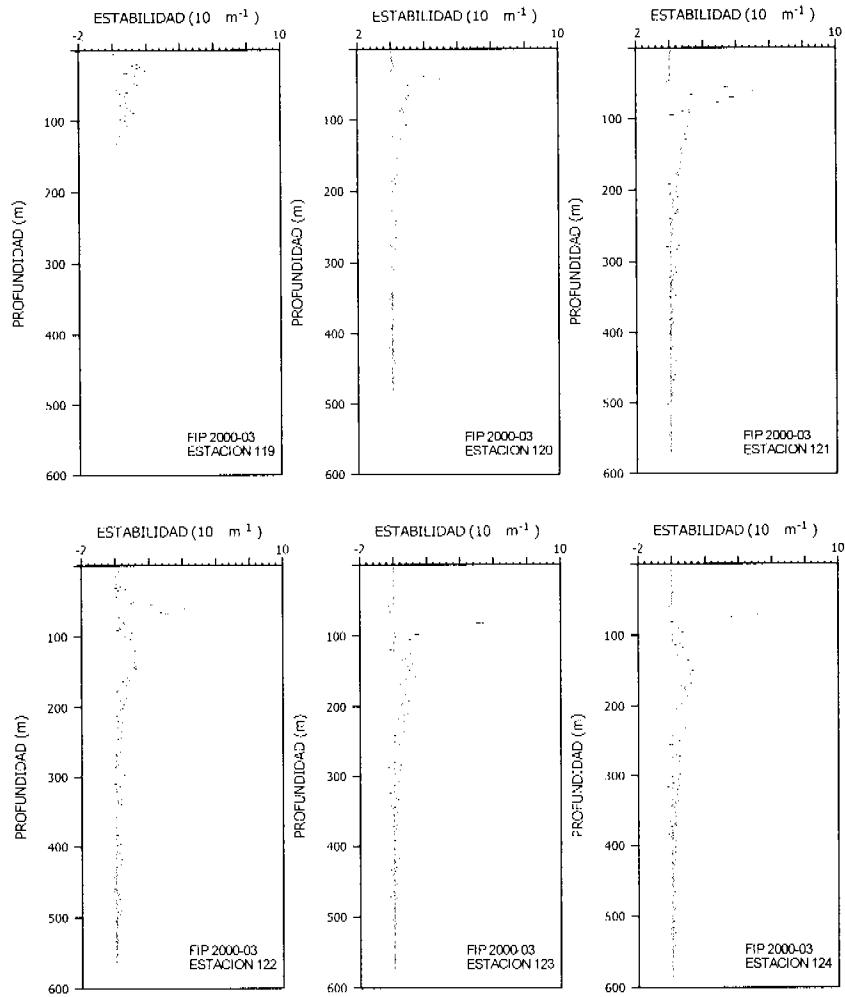 ESTABILIDAD (10 m-1)
-2 10
100
200
300
400
500
600
PROFUNDIDAD (m)
FIP 2000-03
ESTACION 119
ESTABILIDAD (10 m-1)
2 10
100
200
300
400
500
600
PROFUNDIDAD (m)
FIP 2000-03
ESTACION 120
ESTABILIDAD (10 m-1)
2 10
100
200
300
400
500
600
PROFUNDIDAD (m)
FIP 2000-03
ESTACION 121
ESTABILIDAD (10 m-1)
-2 10
100
200
300
400
500
600
PROFUNDIDAD (m)
FIP 2000-03
ESTACION 122
ESTABILIDAD (10 m-1)
-2 10
100
200
300
400
500
600
PROFUNDIDAD (m)
FIP 2000-03
ESTACION 123
ESTABILIDAD (10 m-1)
-2 10
100
200
300
400
500
600
PROFUNDIDAD (m)
FIP 2000-03
ESTACION 124